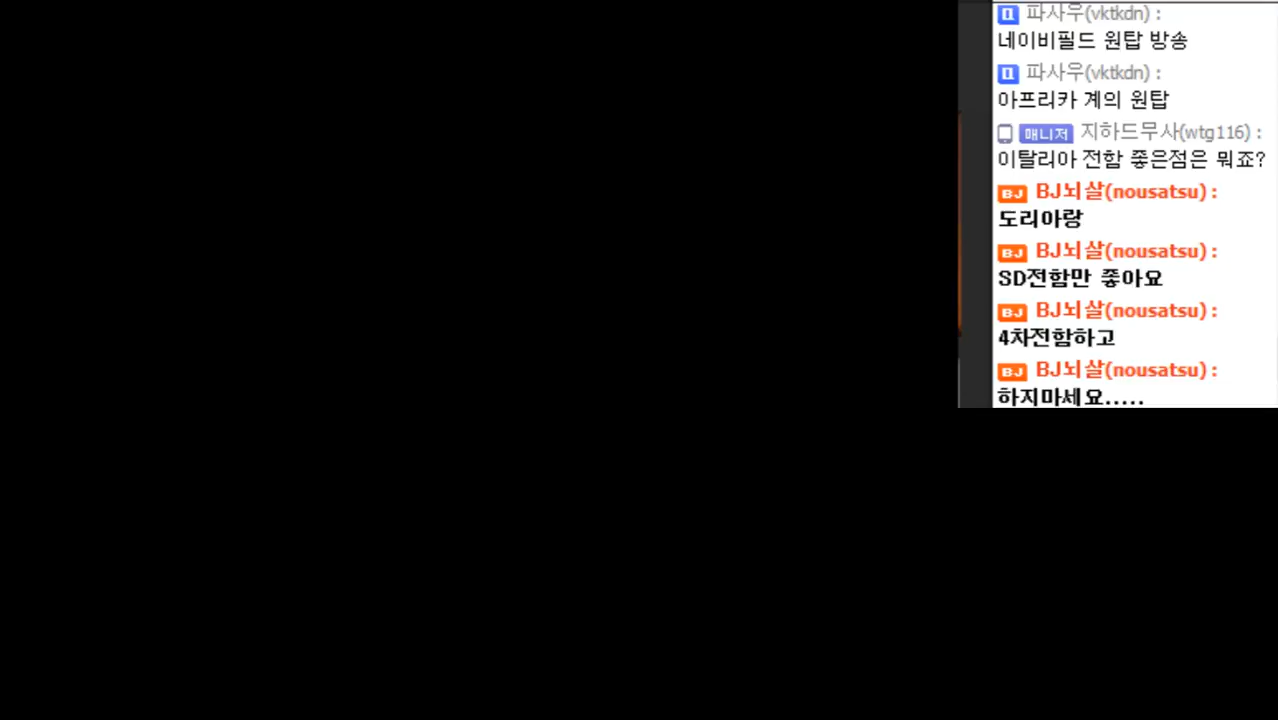 파사우(vktkdn) :
네이비필드 원탑 방송
파사우(vktkdn) :
아프리카 계의 원탑
매니저 지하드무사(wtg116) :
이탈리아 전함 좋은점은 뭐죠?
BJ BJ뇌살(nousatsu) :
도리아랑
BJ BJ뇌살(nousatsu) :
SD전함만 좋아요
BJ BJ뇌살(nousatsu) :
4차전함하고
BJ BJ뇌살(nousatsu) :
하지마세요.....